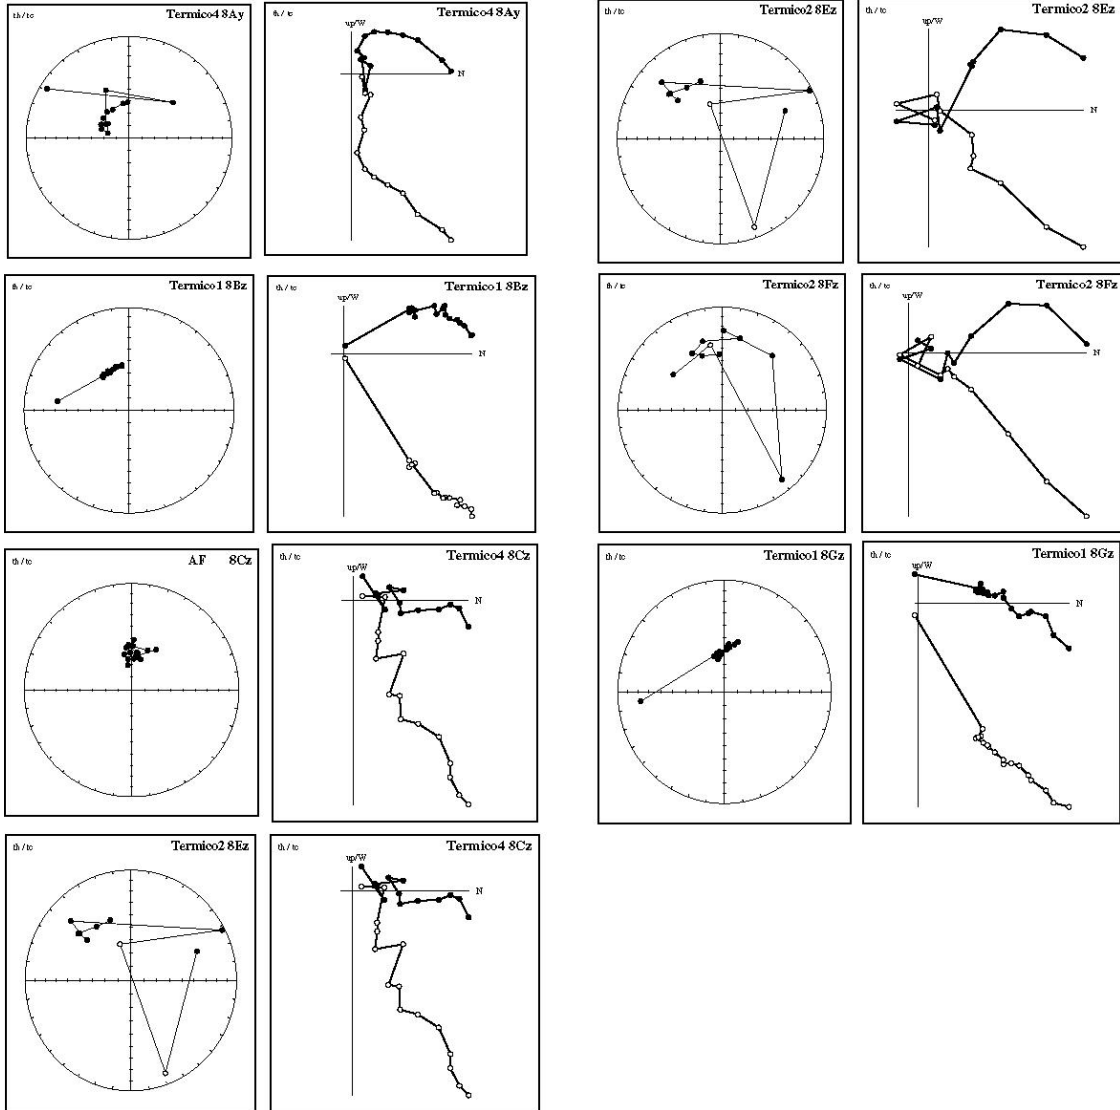 th / tc Termico4 8Ay
Termico4 8Ay
up/W
N
th / tc Termico2 8Ez
th / tc Termico2 8Ez
up/W
N
th / tc Termico1 8Bz
th / tc Termico1 8Bz
up/W
N
th / tc Termico2 8Fz
th / tc Termico2 8Fz
up/W
N
th / tc A.F 8Cz
th / tc Termico4 8Cz
up/W
N
th / tc Termico1 8Gz
th / tc Termico1 8Gz
up/W
N
th / tc Termico2 8Ez
th / tc Termico4 8Cz
up/W
N